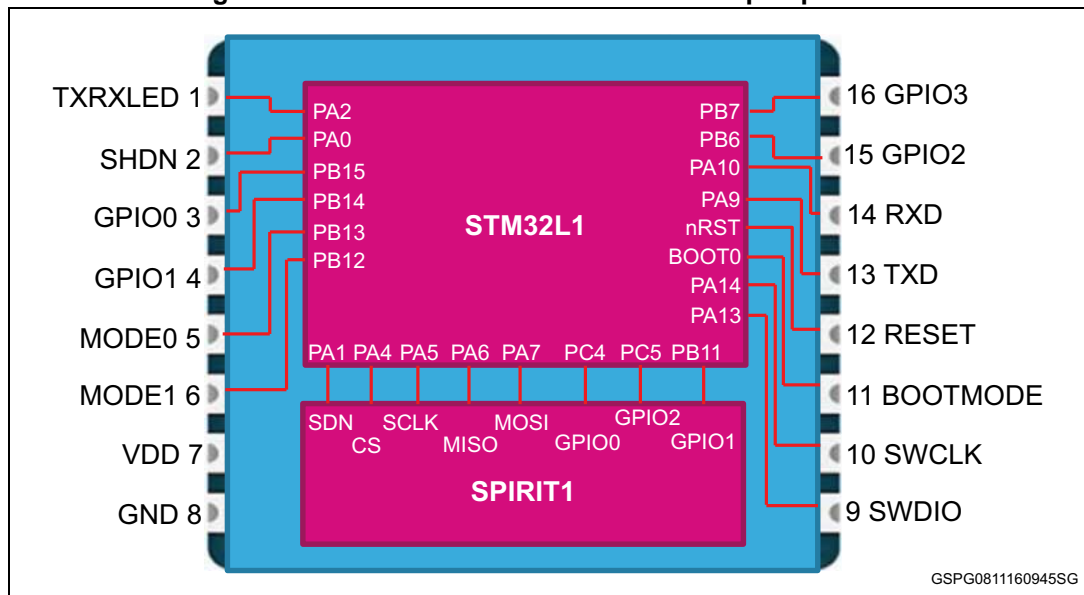 TXRXLED 1
SHDN 2
GPIO0 3
GPIO1 4
MODE0 5
MODE1 6
VDD 7
GND 8
PA2
PA0
PB15
PB14
PB13
PB12
STM32L1
PB7
PB6
PA10
PA9
nRST
BOOT0
PA14
PA13
PA1 PA4 PA5 PA6 PA7 PC4 PC5 PB11
SDN CS SCLK MISO MOSI GPIO0 GPIO2 GPIO1
SPIRIT1
16 GPIO3
15 GPIO2
14 RXD
13 TXD
12 RESET
11 BOOTMODE
10 SWCLK
9 SWDIO
GSPG0811160945SG